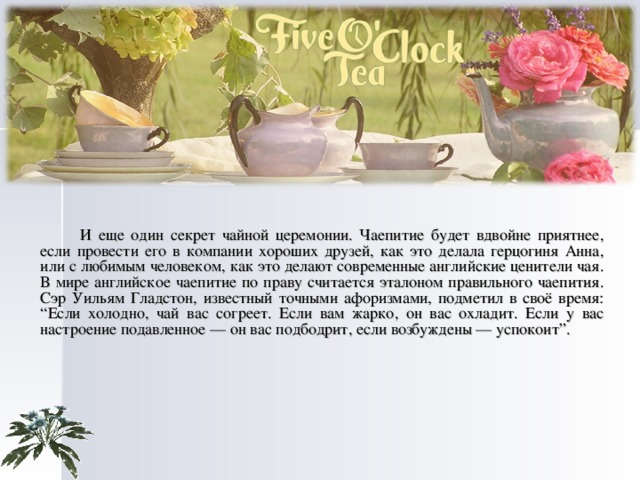 Five O'Clock
Tea
И еще один секрет чайной церемонии. Чаепитие будет вдвойне приятнее,
если провести его в компании хороших друзей, как это делала герцогиня Анна,
или с любимым человеком, как это делают современные английские ценители чая.
В мире английское чаепитие по праву считается эталоном правильного чаепития.
Сэр Уильям Гладстон, известный точными афоризмами, подметил в своё время:
“Если холодно, чай вас согреет. Если вам жарко, он вас охладит. Если у вас
настроение подавленное — он вас подбодрит, если возбуждены — успокоит”.